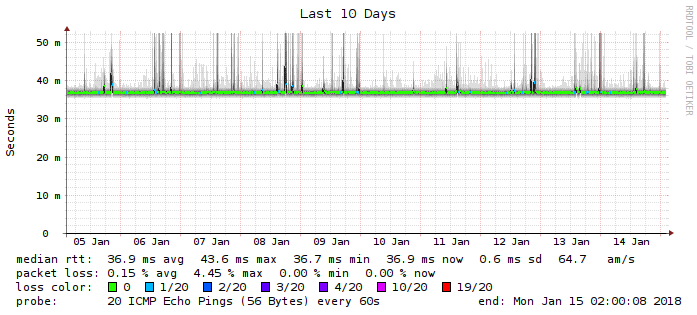 Last 10 Days
RRDTOOL / TOBI OETIKER
Seconds
50 m
40 m
30 m
20 m
10 m
0
05 Jan 06 Jan 07 Jan 08 Jan 09 Jan 10 Jan 11 Jan 12 Jan 13 Jan 14 Jan
median rtt: 36.9 ms avg 43.6 ms max 36.7 ms min 36.9 ms now 0.6 ms sd 64.7 am/s
packet loss: 0.15 % avg 4.45 % max 0.00 % min 0.00 % now
loss color: 0 1/20 2/20 3/20 4/20 10/20 19/20
probe: 20 ICMP Echo Pings (56 Bytes) every 60s end: Mon Jan 15 02:00:08 2018